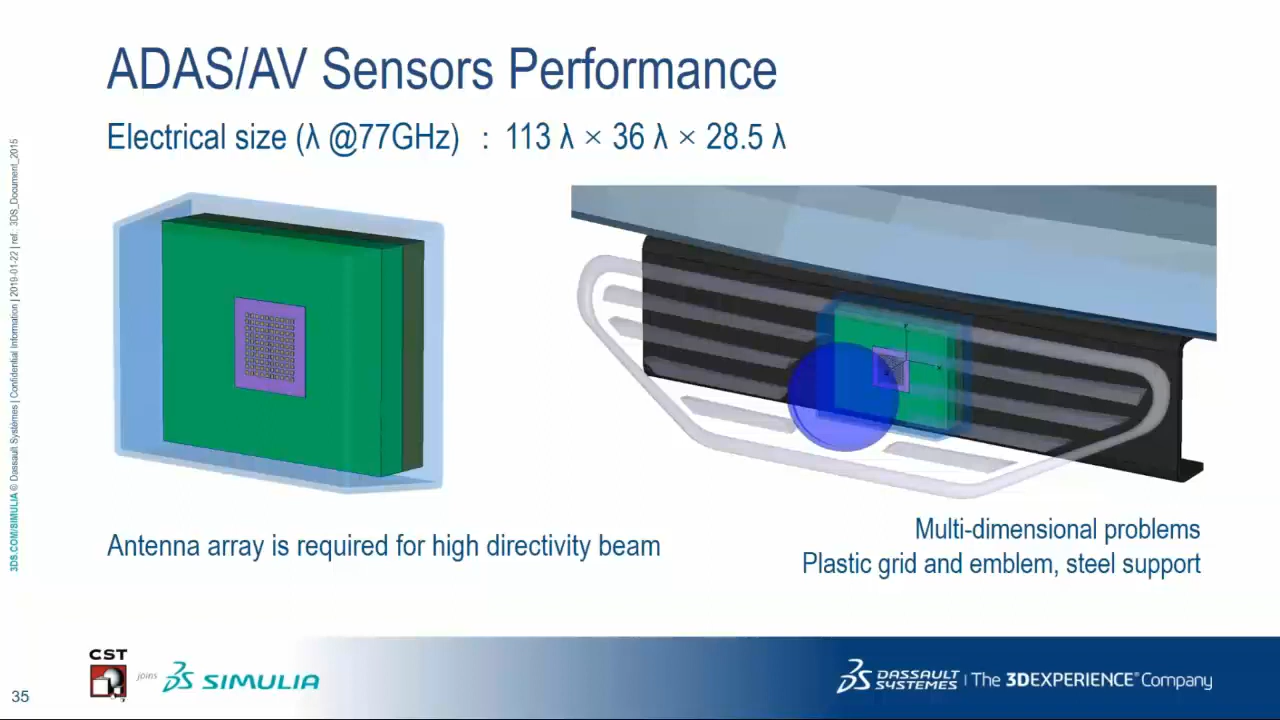 ADAS/AV Sensors Performance
Electrical size (λ @77GHz) : 113 λ × 36 λ × 28.5 λ
3DS.COM/SIMULIA © Dassault Systèmes | Confidential Information | 2019-01-22 | ref.: 3DS_Document_2015
Antenna array is required for high directivity beam
Multi-dimensional problems
Plastic grid and emblem, steel support
CST
joins
SIMULIA
DASSAULT SYSTEMES | The 3DEXPERIENCE® Company
35